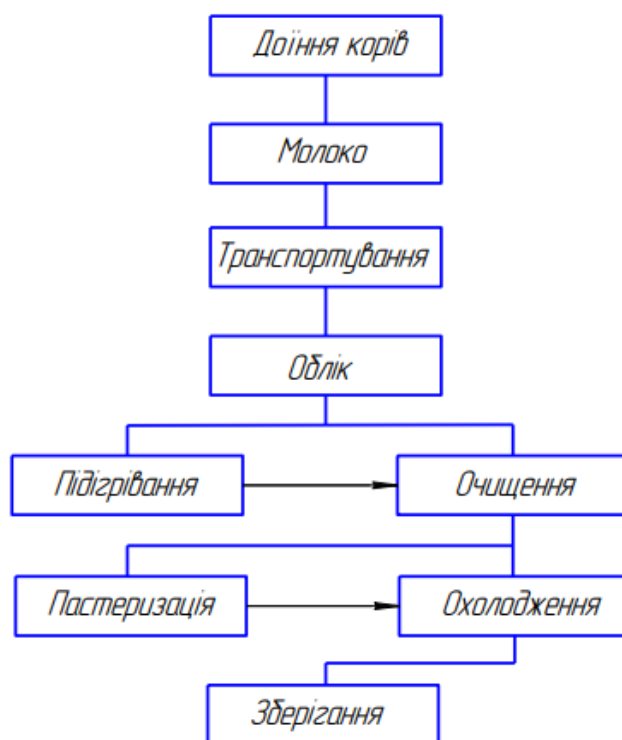 Доїння корів
Молоко
Транспортування
Облік
Підігрівання
Очищення
Пастеризація
Охолодження
Зберігання